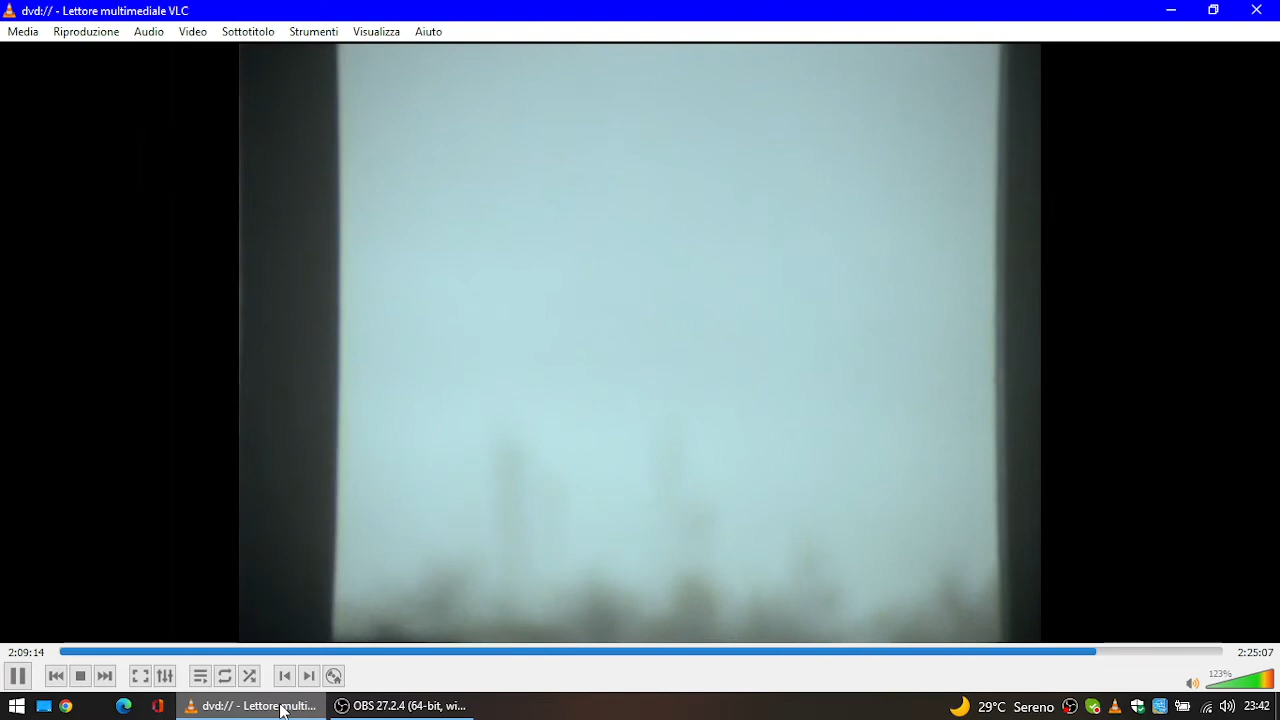 dvd:// - Lettore multimediale VLC
Media Riproduzione Audio Video Sottotitolo Strumenti Visualizza Aiuto
2:09:14 2:25:07
123%
dvd:// - Lettore multi... OBS 27.2.4 (64-bit, wi... 29°C Sereno 23:42